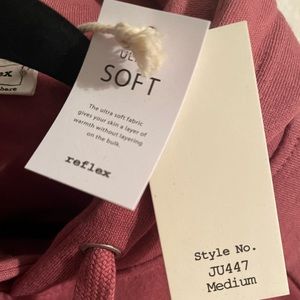 ULTRA
SOFT
The ultra soft fabric
gives your skin a layer of
warmth without layering
on the bulk.
reflex
Style No.
JU447
Medium